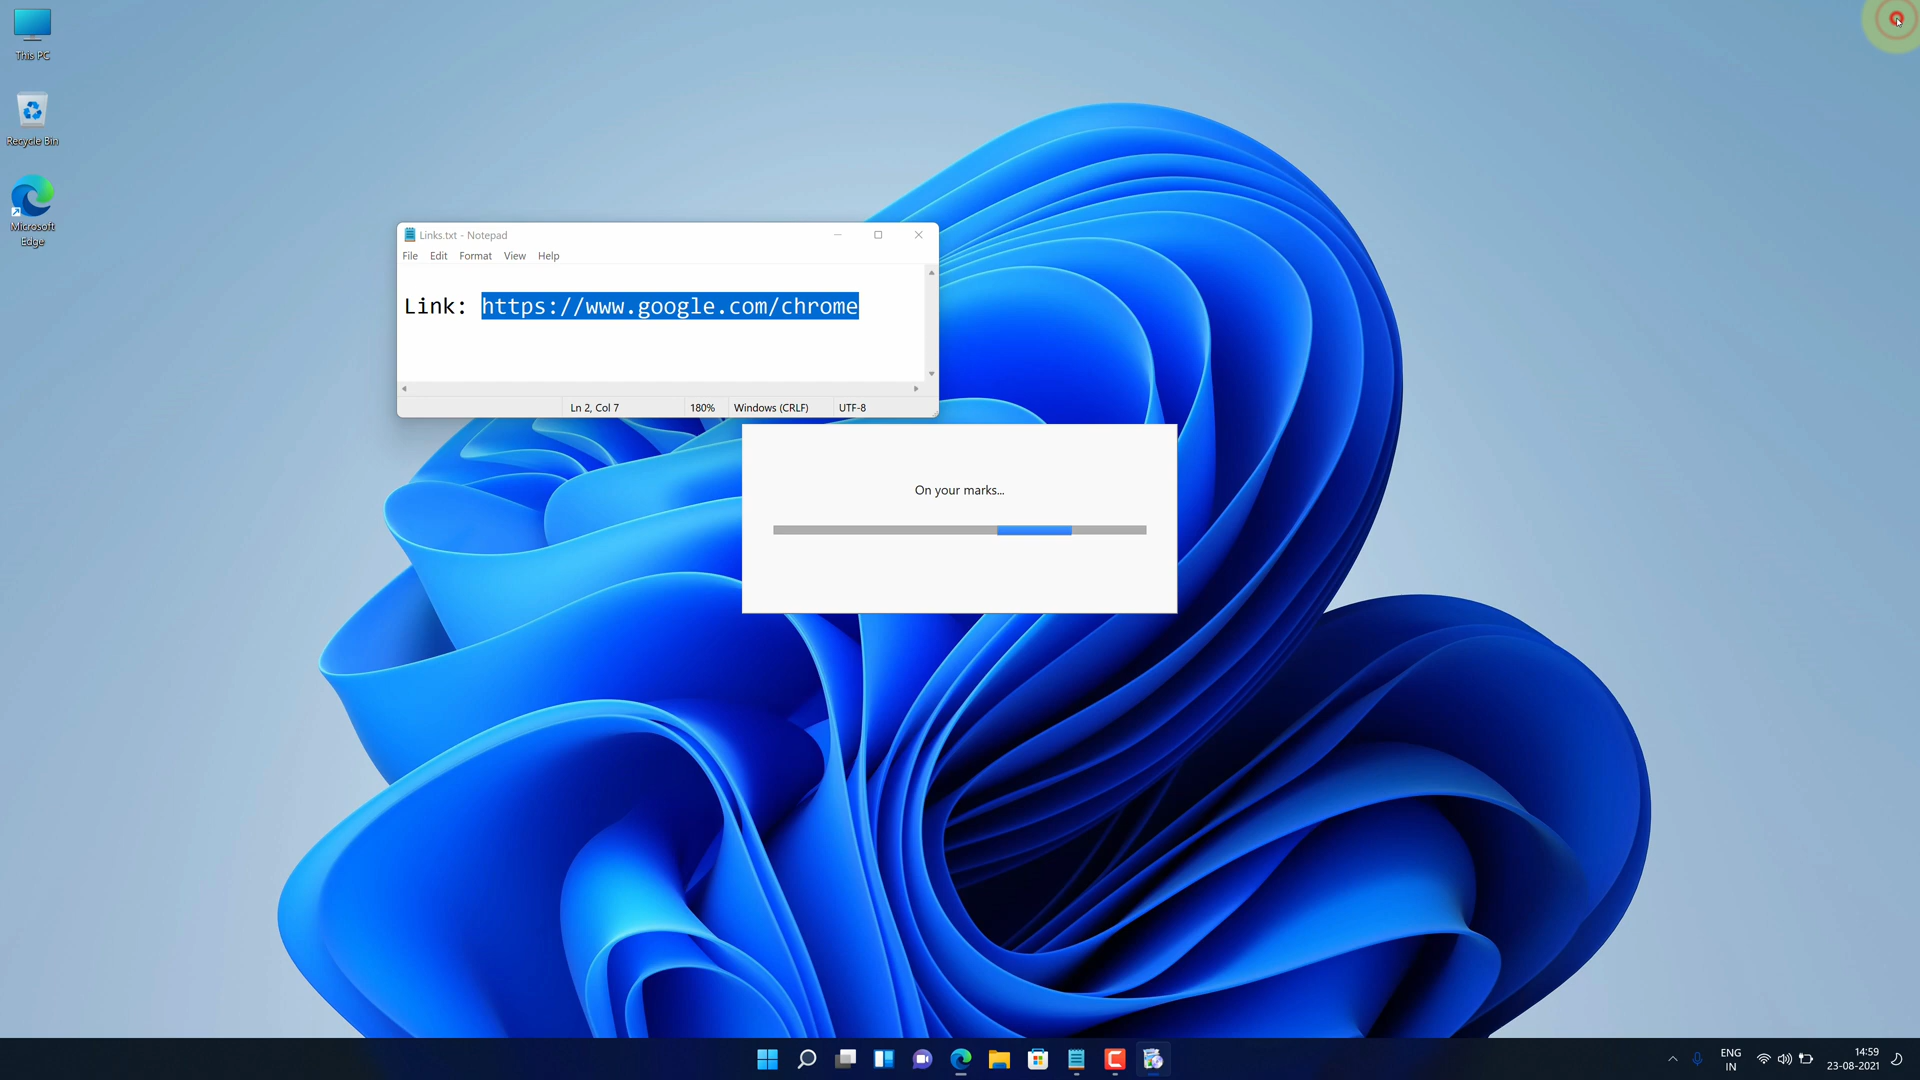 This PC
Recycle Bin
Microsoft
Edge
Links.txt - Notepad
File Edit Format View Help
Link: https://www.google.com/chrome
Ln 2, Col 7 180% Windows (CRLF) UTF-8
On your marks...
ENG
IN
14:59
23-08-2021